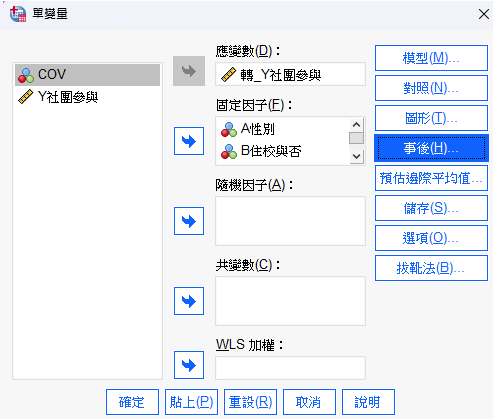 單變量
COV
Y社團參與
應變數(D)：
轉_Y社團參與
固定因子(F)：
A性別
B住校與否
隨機因子(A)：
共變數(C)：
WLS 加權：
模型(M)...
對照(N)...
圖形(T)...
事後(H)...
預估邊際平均值...
儲存(S)...
選項(O)...
拔靴法(B)...
確定
貼上(P)
重設(R)
取消
說明